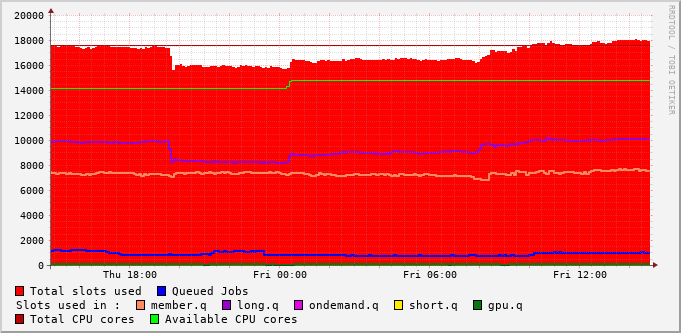 20000
18000
16000
14000
12000
10000
8000
6000
4000
2000
0
Thu 18:00 Fri 00:00 Fri 06:00 Fri 12:00
RRDTOOL / TOBI OETIKER
Total slots used Queued Jobs
Slots used in : member.q long.q ondemand.q short.q gpu.q
Total CPU cores Available CPU cores